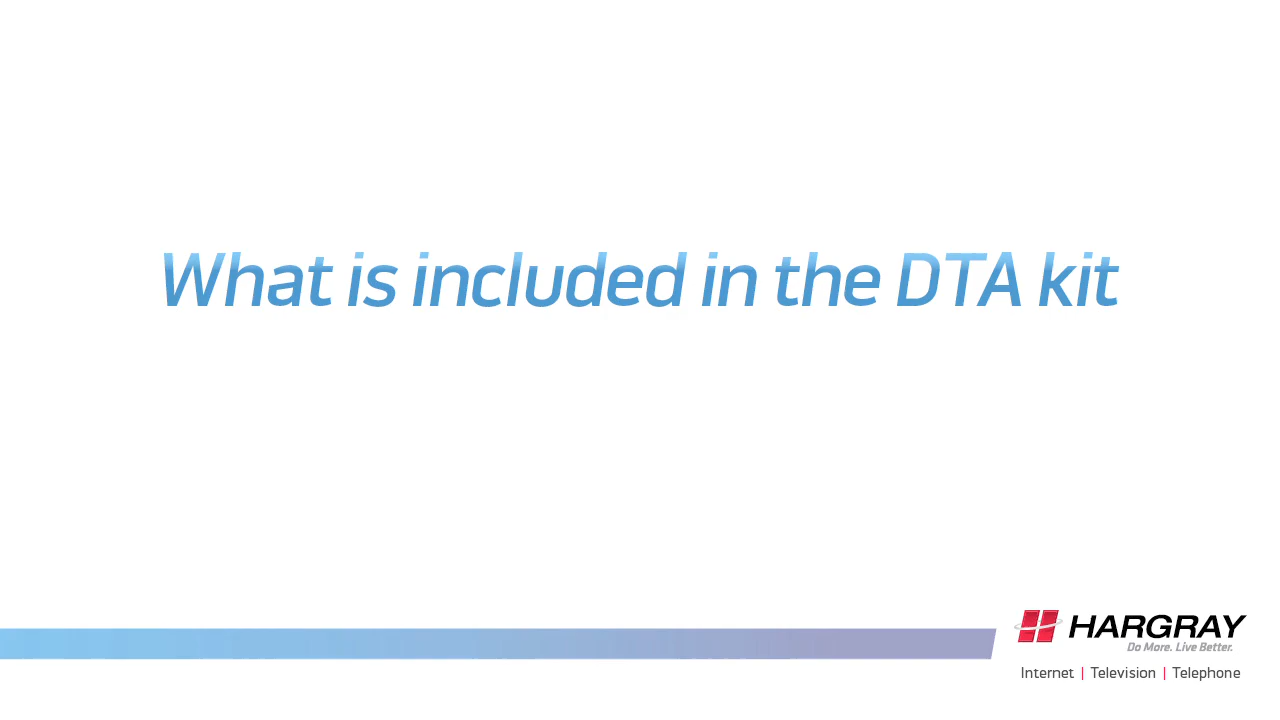 What is included in the DTA kit
HARGRAY
Do More. Live Better.
Internet | Television | Telephone